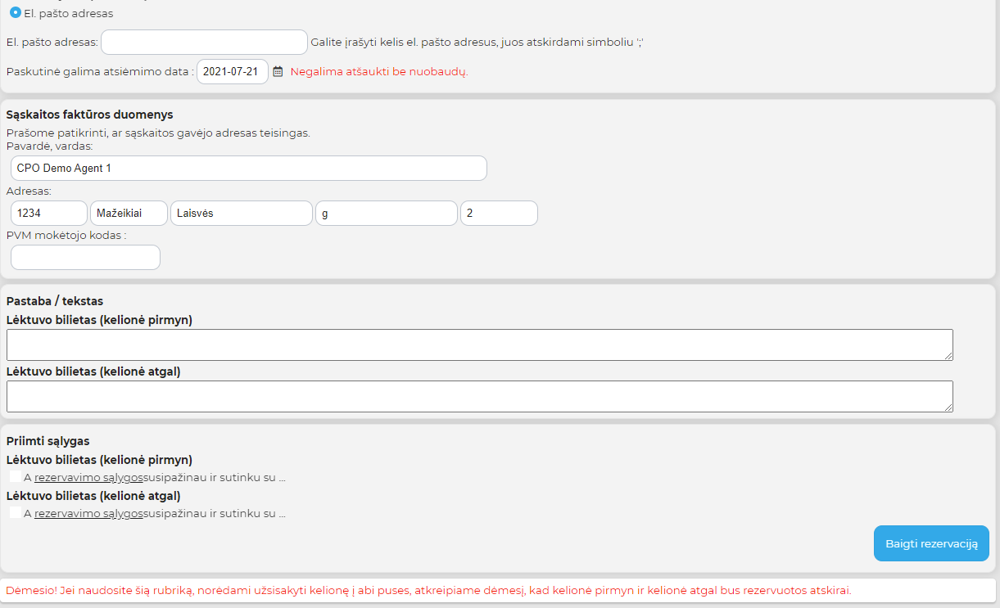 El. pašto adresas
El. pašto adresas: Galite įrašyti kelis el. pašto adresus, juos atskirdami simboliu ';'
Paskutinė galima atsiėmimo data : 2021-07-21 Negalima atšaukti be nuobaudų.
Sąskaitos faktūros duomenys
Prašome patikrinti, ar sąskaitos gavėjo adresas teisingas.
Pavardė, vardas:
CPO Demo Agent 1
Adresas:
1234 Mažeikiai Laisvės g 2
PVM mokėtojo kodas :
Pastaba / tekstas
Lėktuvo bilietas (kelionė pirmyn)
Lėktuvo bilietas (kelionė atgal)
Priimti sąlygas
Lėktuvo bilietas (kelionė pirmyn)
A rezervavimo sąlygossusipažinau ir sutinku su ...
Lėktuvo bilietas (kelionė atgal)
A rezervavimo sąlygossusipažinau ir sutinku su ...
Baigti rezervaciją
Dėmesio! Jei naudosite šią rubriką, norėdami užsisakyti kelionę į abi puses, atkreipiame dėmesį, kad kelionė pirmyn ir kelionė atgal bus rezervuotos atskirai.